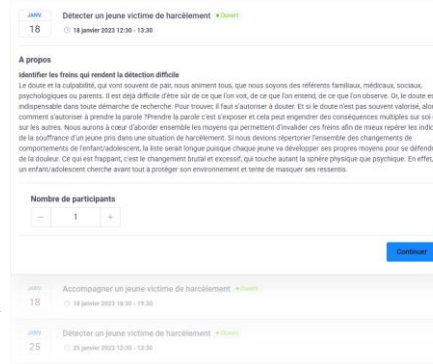 JANV. Détecter un jeune victime de harcèlement • Ouvert
18 18 janvier 2023 12:30 - 13:30
A propos
Identifier les freins qui rendent la détection difficile
Le doute et la culpabilité, qui vont souvent de pair, nous animent tous, que nous soyons des référents familiaux, médicaux, sociaux,
psychologiques ou parents. Il est déjà difficile d'être sûr de ce que l'on voit, de ce que l'on entend, de ce que l'on observe. Or, le doute es
indispensable dans toute démarche de recherche. Pour trouver, il faut s'autoriser à douter. Et si le doute n'est pas souvent valorisé, alor
comment s'autoriser à prendre la parole ?Prendre la parole c'est s'exposer et cela peut engendrer des conséquences multiples sur soi
sur les autres. Nous aurons à cœur d'aborder ensemble les moyens qui permettent d'invalider ces freins afin de mieux repérer les indic
de la souffrance d'un jeune pris dans une situation de harcèlement. Si nous devions répertorier l'ensemble des changements de
comportements de l'enfant/adolescent, la liste serait longue puisque chaque jeune va développer ses propres moyens pour se défendr
de la douleur. Ce qui est frappant, c'est le changement brutal et excessif, qui touche autant la sphère physique que psychique. En effet,
un enfant/adolescent cherche avant tout à protéger son environnement et tente de masquer ses ressentis.
Nombre de participants
− 1 +
Continuer
JANV. Accompagner un jeune victime de harcèlement • Ouvert
18 18 janvier 2023 18:30 - 19:30
JANV. Détecter un jeune victime de harcèlement • Ouvert
25 25 janvier 2023 12:30 - 13:30